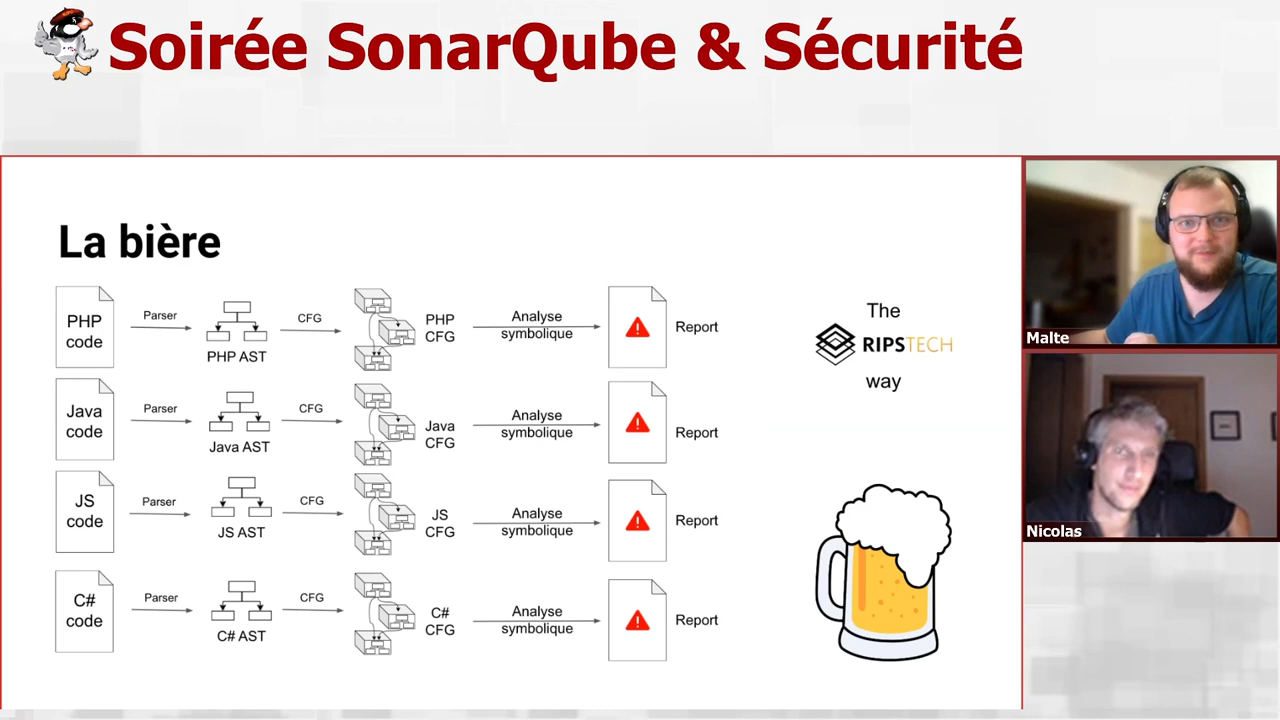 Soirée SonarQube & Sécurité
La bière
PHP
code
Parser
PHP AST
CFG
PHP
CFG
Analyse
symbolique
Report
Java
code
Parser
Java AST
CFG
Java
CFG
Analyse
symbolique
Report
JS
code
Parser
JS AST
CFG
JS
CFG
Analyse
symbolique
Report
C#
code
Parser
C# AST
CFG
C#
CFG
Analyse
symbolique
Report
The
RIPSTECH
way
Malte
Nicolas